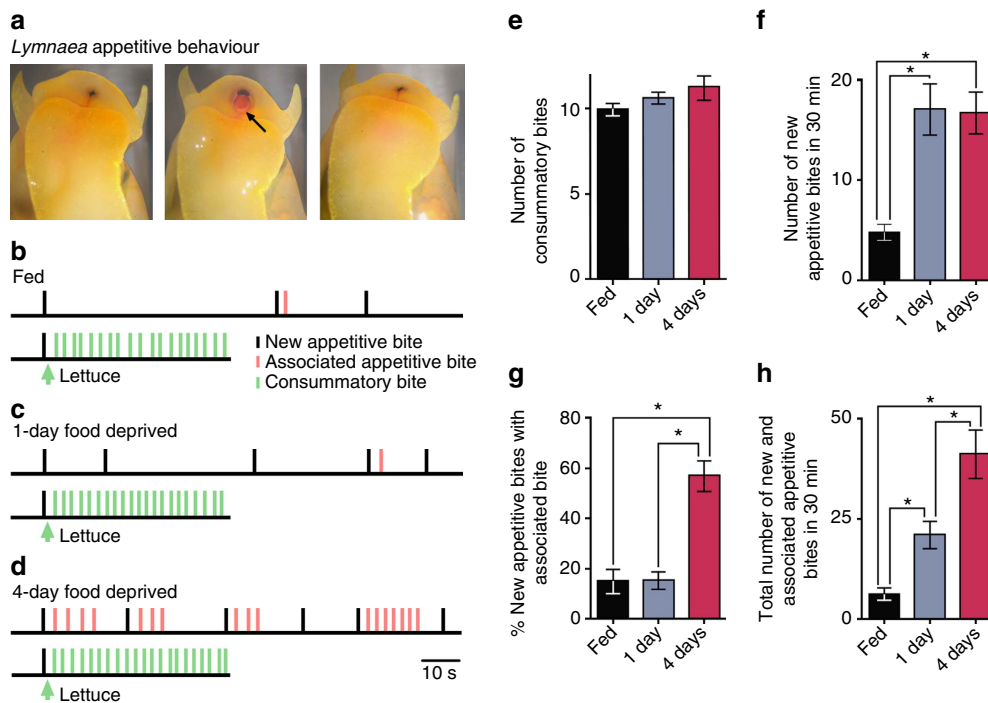 a
Lymnaea appetitive behaviour
b
Fed
New appetitive bite
Associated appetitive bite
Consummatory bite
Lettuce
c
1-day food deprived
Lettuce
d
4-day food deprived
10 s
Lettuce
e
Number of
consummatory bites
10
5
0
Fed
1 day
4 days
f
Number of new
appetitive bites in 30 min
20
10
0
*
*
Fed
1 day
4 days
g
% New appetitive bites with
associated bite
80
60
40
20
0
*
*
Fed
1 day
4 days
h
Total number of new and
associated appetitive
bites in 30 min
50
25
0
*
*
*
Fed
1 day
4 days